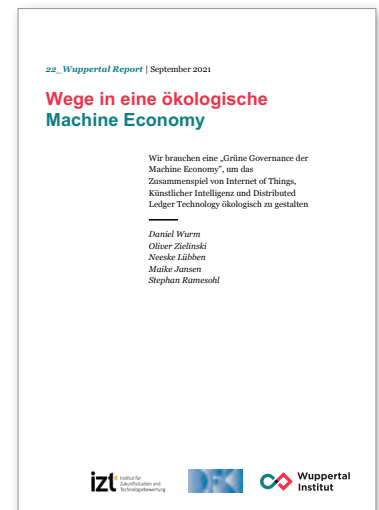 22_Wuppertal Report | September 2021
Wege in eine ökologische
Machine Economy
Wir brauchen eine „Grüne Governance der
Machine Economy", um das
Zusammenspiel von Internet of Things,
Künstlicher Intelligenz und Distributed
Ledger Technology ökologisch zu gestalten
Daniel Wurm
Oliver Zielinski
Neeske Lübben
Maike Jansen
Stephan Ramesohl
izt Institut für
Zukunftsstudien und
Technologiebewertung
Wuppertal
Institut